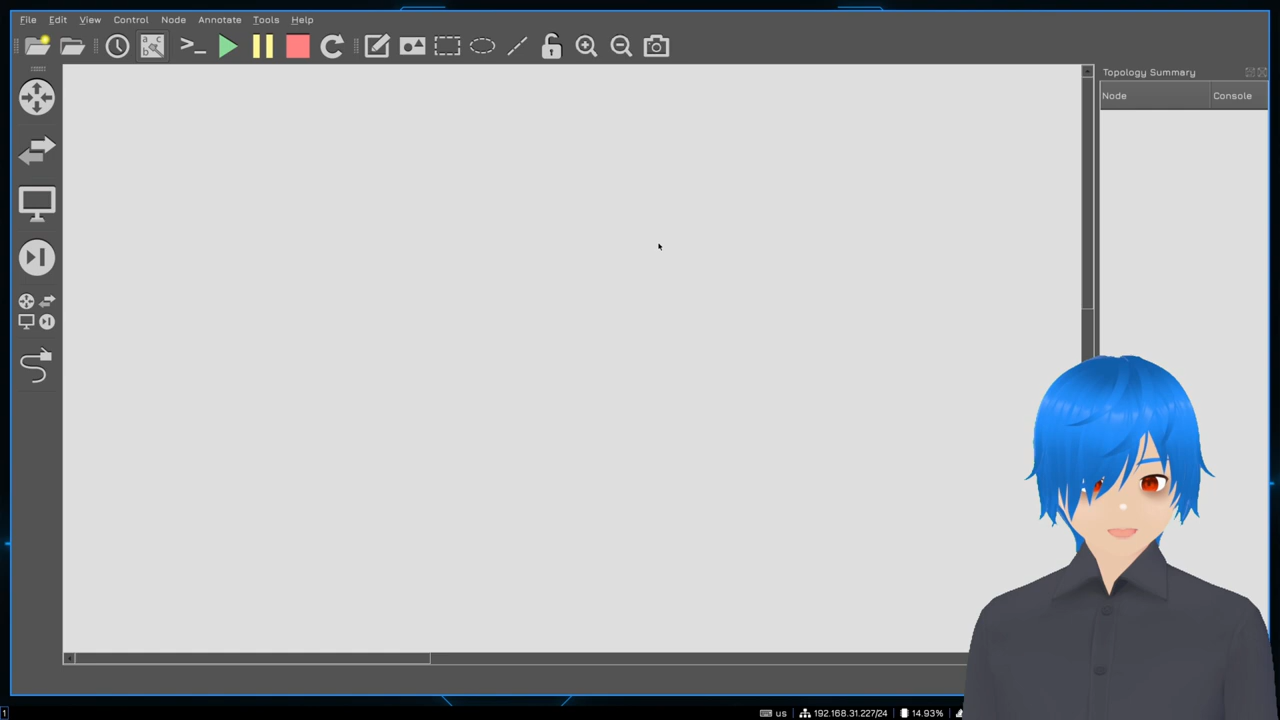 File Edit View Control Node Annotate Tools Help
a c
b
>_
Topology Summary
Node Console
1 us 192.168.31.227/24 14.93%